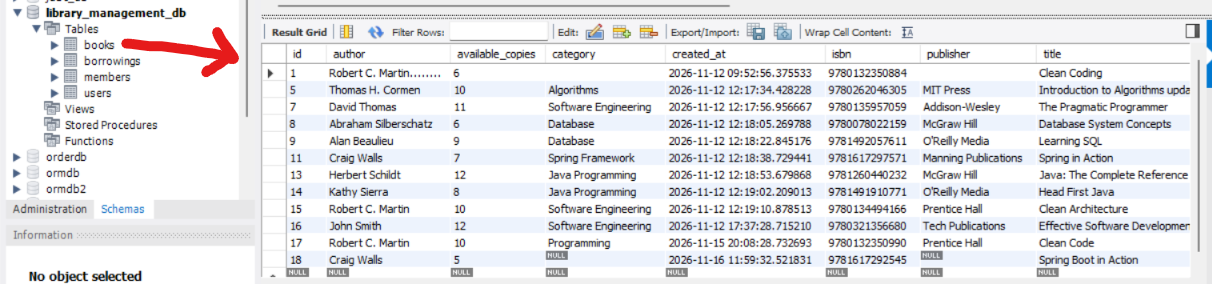 library_management_db
Tables
books
borrowings
members
users
Views
Stored Procedures
Functions
orderdb
ormdb
ormdb2
Administration Schemas
Information
No object selected
Result Grid Filter Rows: Edit: Export/Import: Wrap Cell Content:
id author available_copies category created_at isbn publisher title
1 Robert C. Martin........ 6 2026-11-12 09:52:56.375533 9780132350884 Clean Coding
5 Thomas H. Cormen 10 Algorithms 2026-11-12 12:17:34.428228 9780262046305 MIT Press Introduction to Algorithms upda
7 David Thomas 11 Software Engineering 2026-11-12 12:17:56.956667 9780135957059 Addison-Wesley The Pragmatic Programmer
8 Abraham Silberschatz 6 Database 2026-11-12 12:18:05.269788 9780078022159 McGraw Hill Database System Concepts
9 Alan Beaulieu 9 Database 2026-11-12 12:18:22.845176 9781492057611 O'Reilly Media Learning SQL
11 Craig Walls 7 Spring Framework 2026-11-12 12:18:38.729441 9781617297571 Manning Publications Spring in Action
13 Herbert Schildt 12 Java Programming 2026-11-12 12:18:53.679868 9781260440232 McGraw Hill Java: The Complete Reference
14 Kathy Sierra 8 Java Programming 2026-11-12 12:19:02.209013 9781491910771 O'Reilly Media Head First Java
15 Robert C. Martin 10 Software Engineering 2026-11-12 12:19:10.878513 9780134494166 Prentice Hall Clean Architecture
16 John Smith 12 Software Engineering 2026-11-12 17:37:28.715210 9780321356680 Tech Publications Effective Software Developmen
17 Robert C. Martin 10 Programming 2026-11-15 20:08:28.732693 9780132350990 Prentice Hall Clean Code
18 Craig Walls 5 NULL 2026-11-16 11:59:32.521831 9781617292545 NULL Spring Boot in Action
NULL NULL NULL NULL NULL NULL NULL NULL